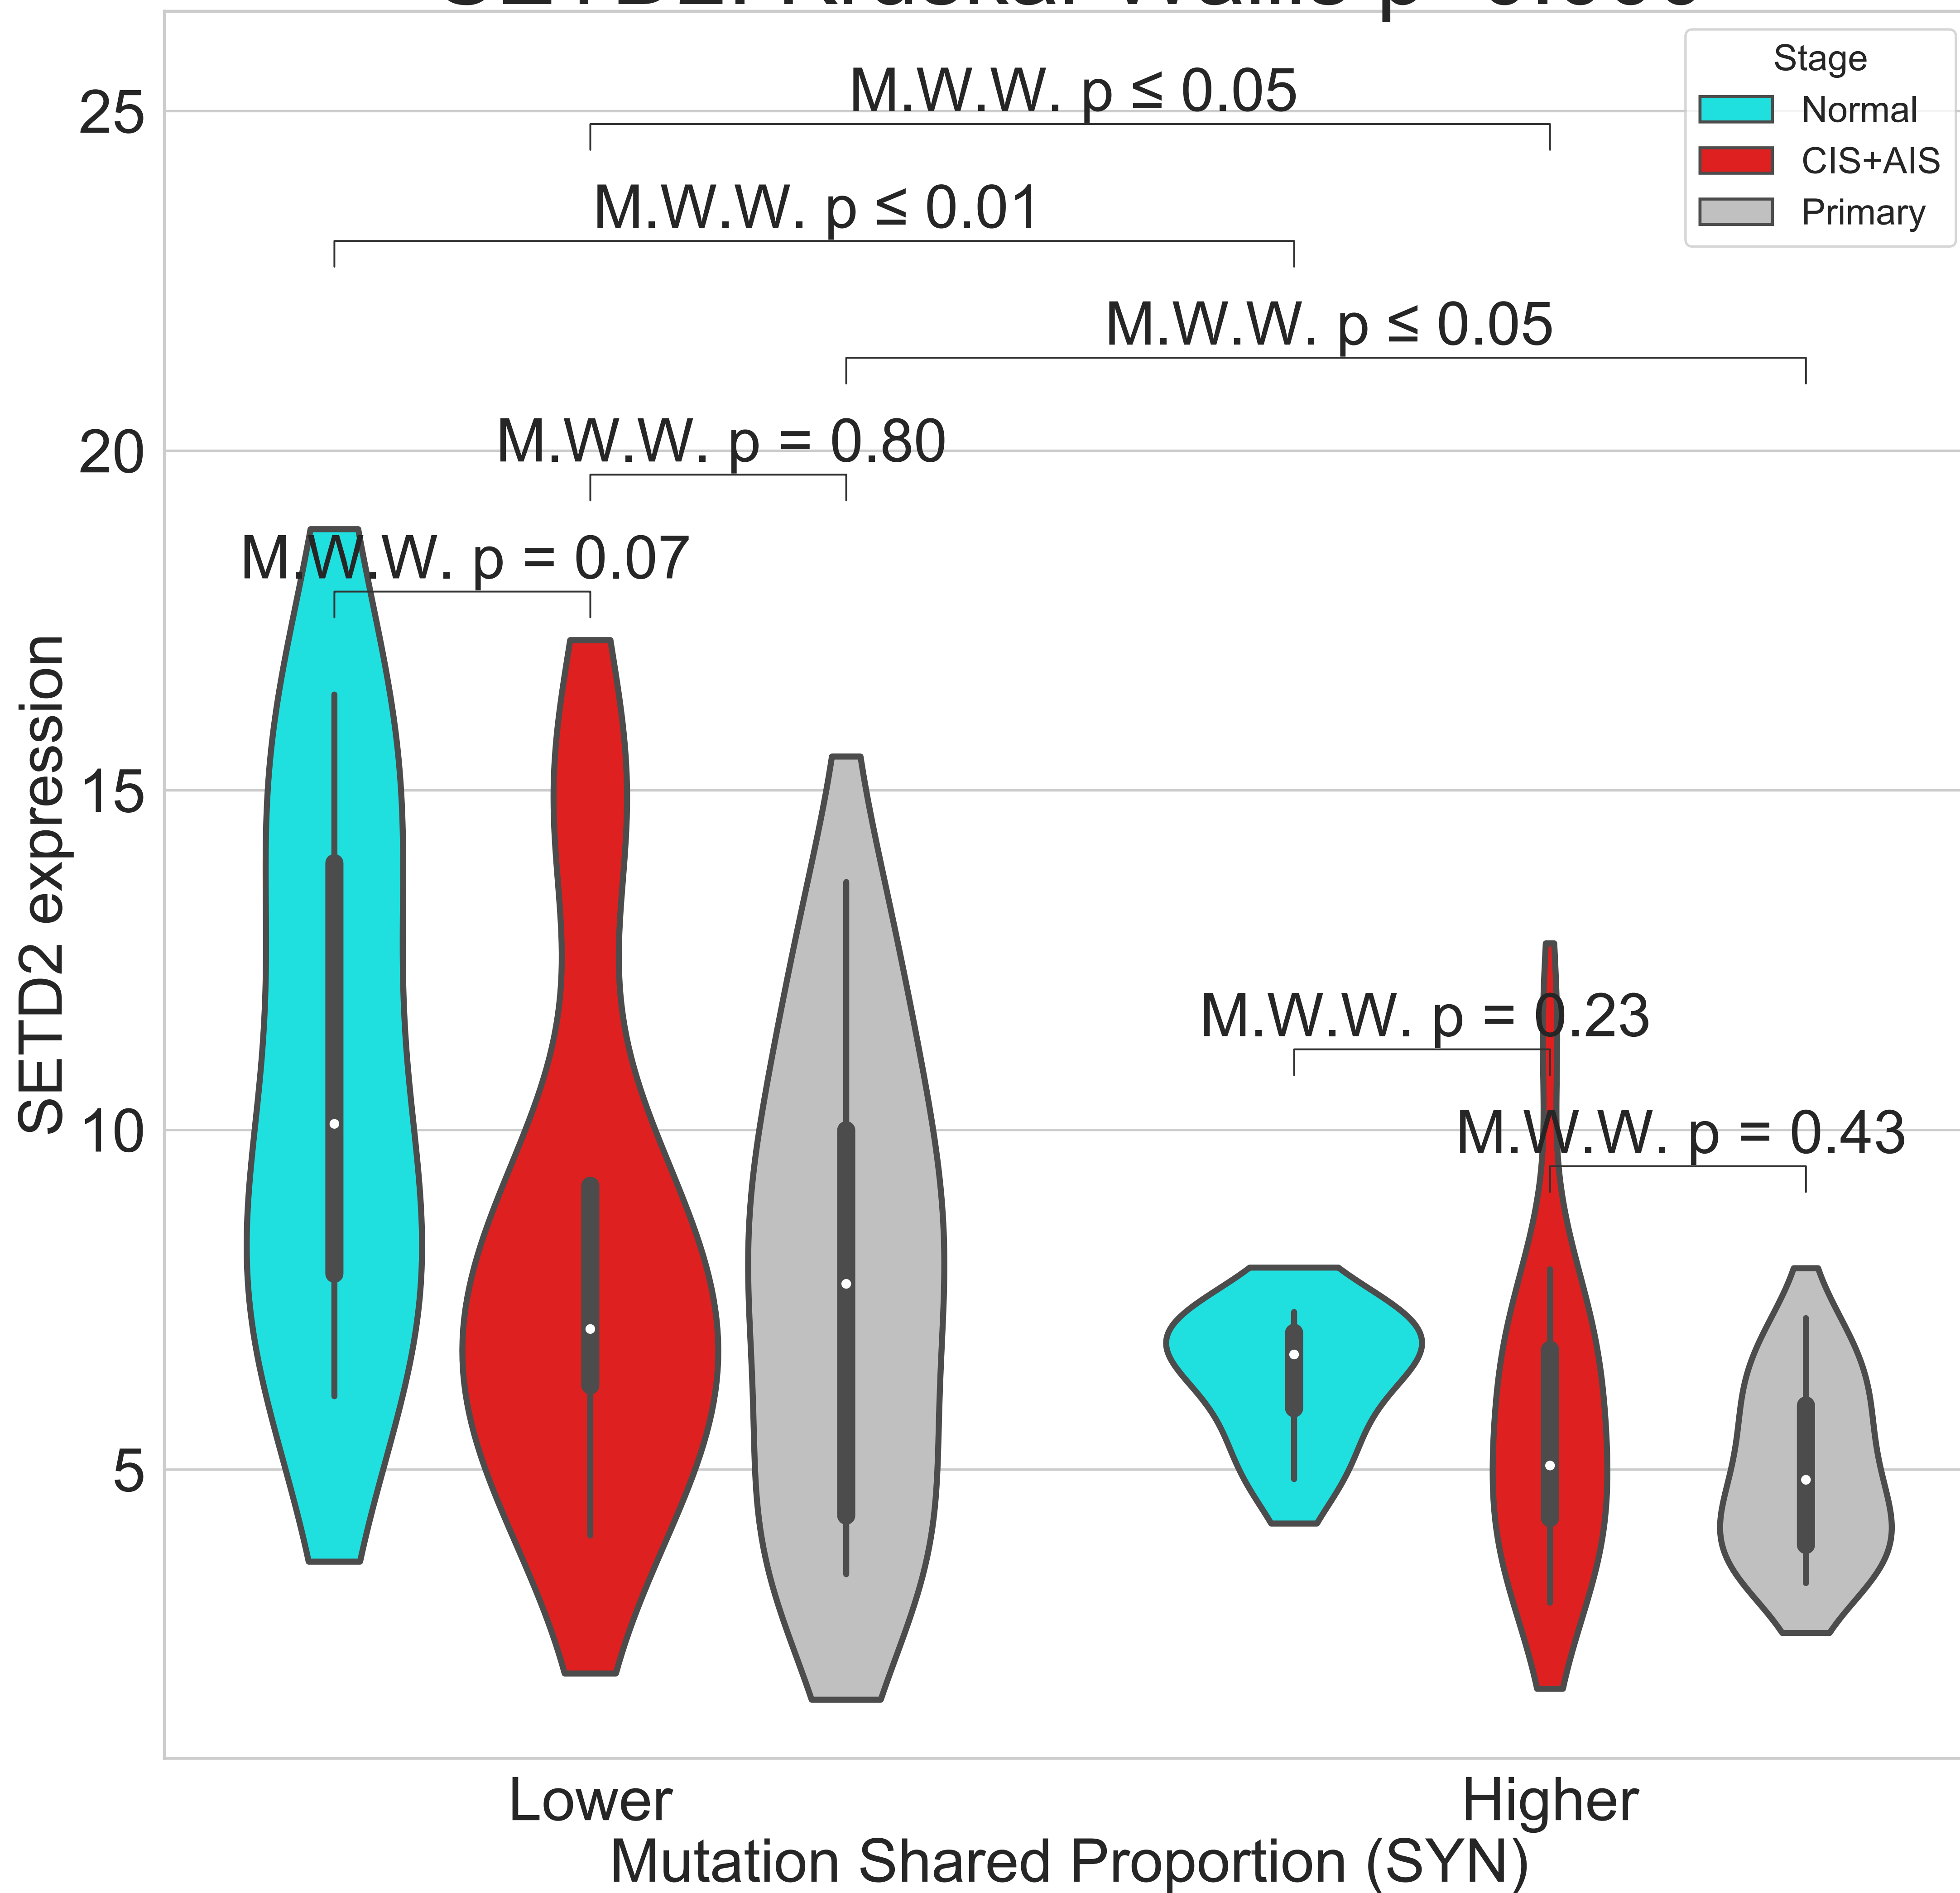 Stage
Normal
CIS+AIS
Primary
M.W.W. p ≤ 0.05
M.W.W. p ≤ 0.01
M.W.W. p ≤ 0.05
M.W.W. p = 0.80
M.W.W. p = 0.07
M.W.W. p = 0.23
M.W.W. p = 0.43
25
20
15
10
5
SETD2 expression
Lower
Higher
Mutation Shared Proportion (SYN)